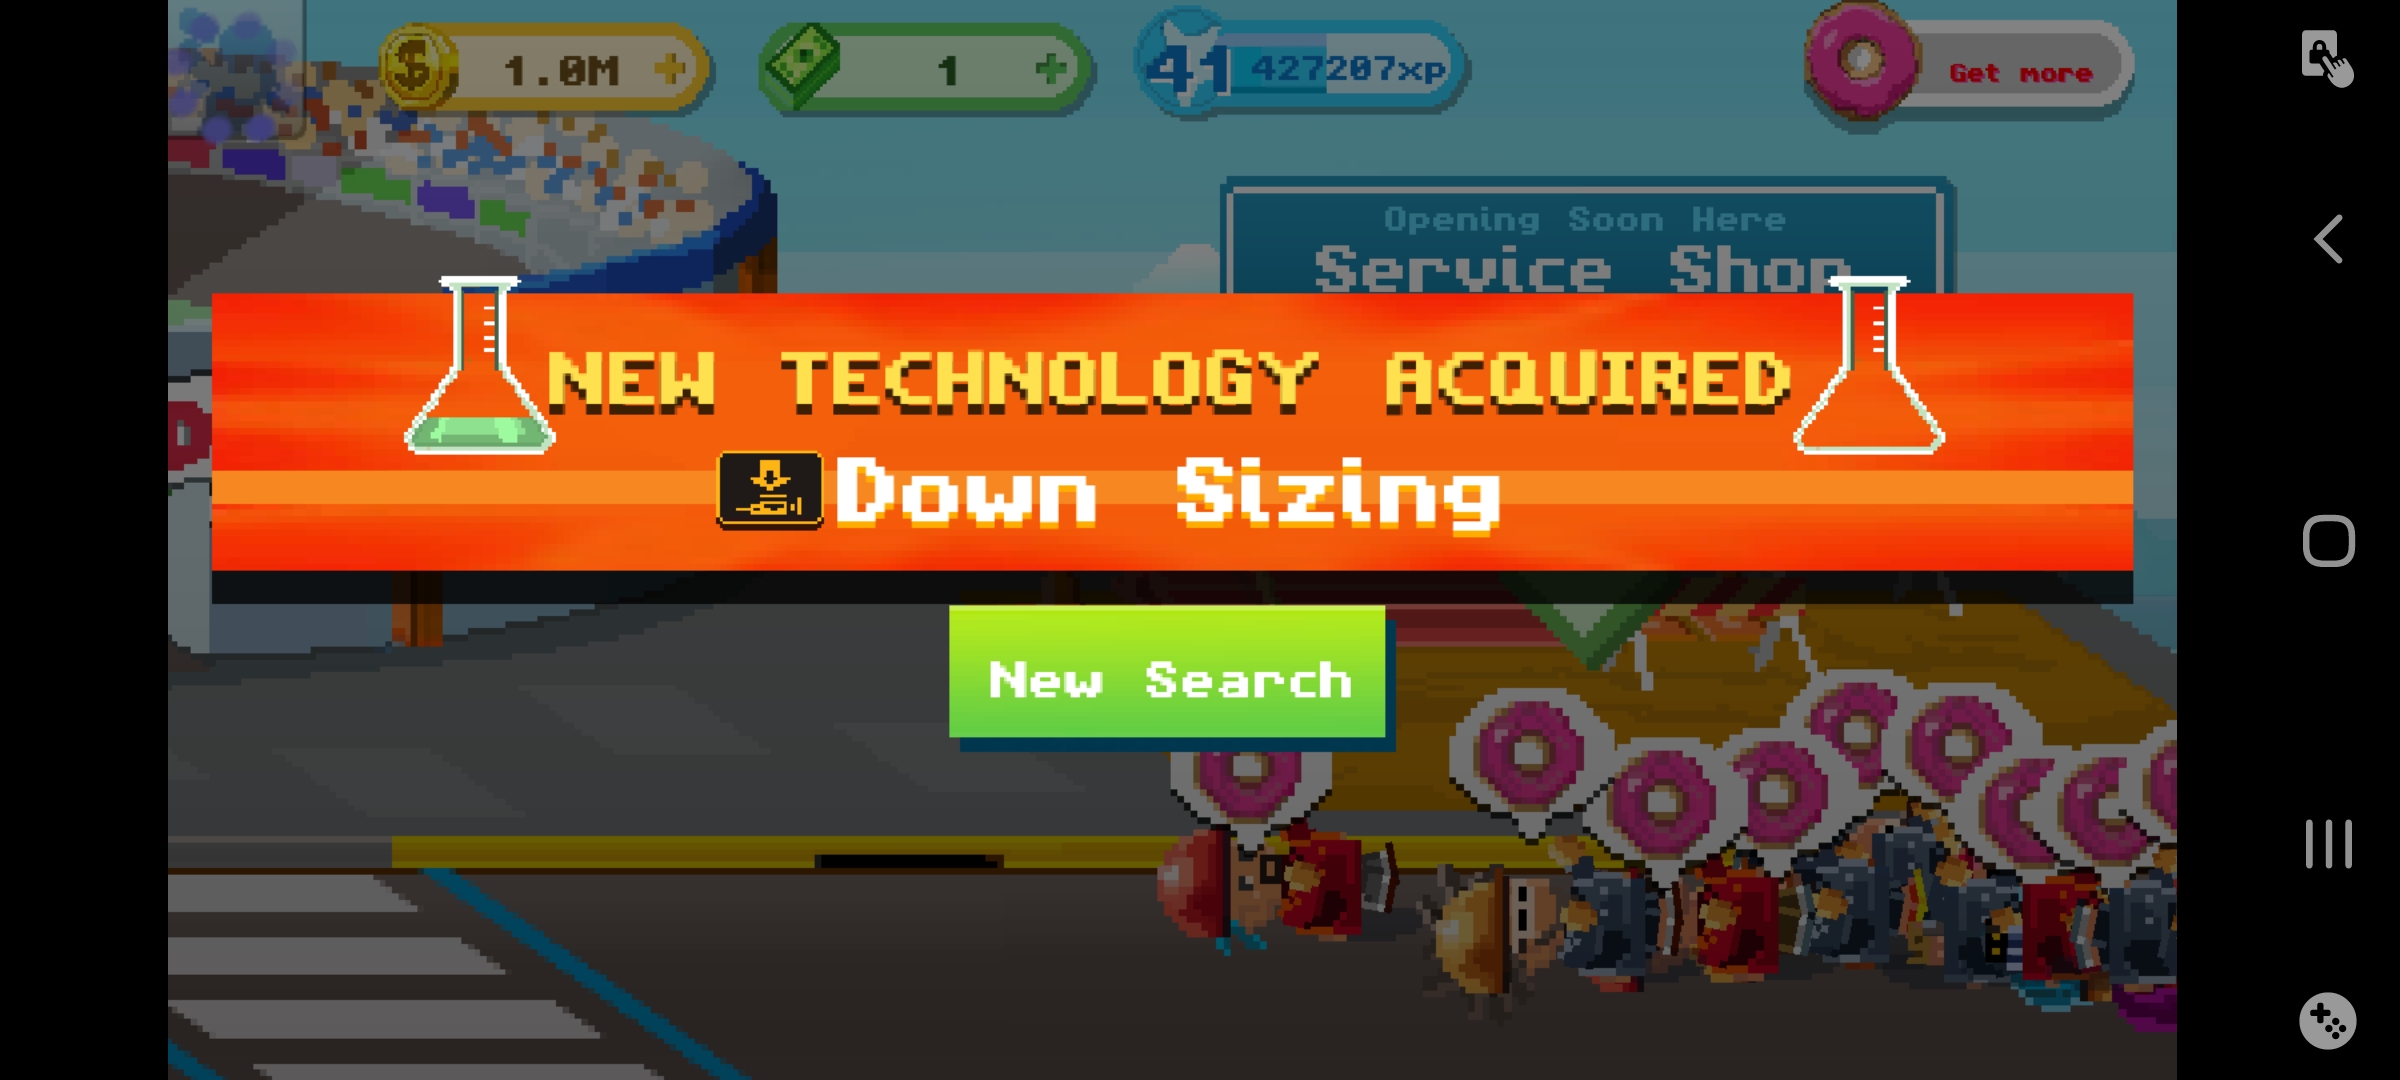 1.0M
1
41
427207xp
Get more
Opening Soon Here
Service Shop
NEW TECHNOLOGY ACQUIRED
Down Sizing
New Search